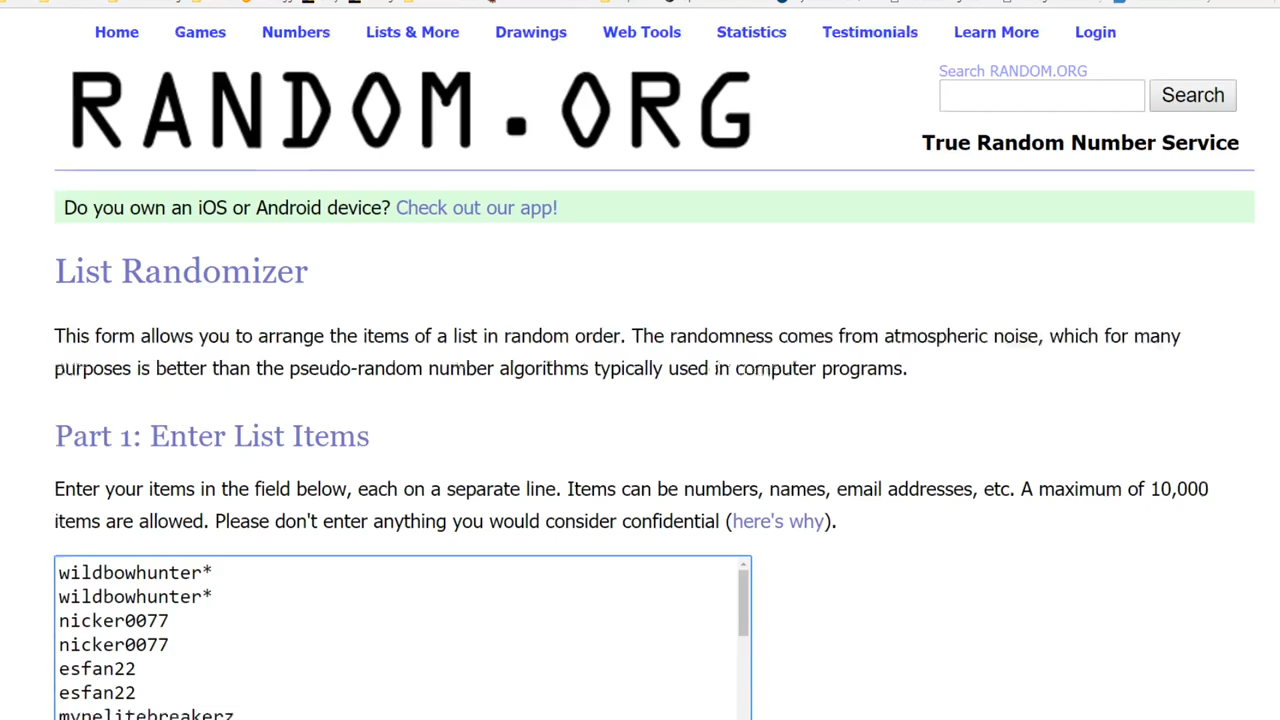 Home Games Numbers Lists & More Drawings Web Tools Statistics Testimonials Learn More Login
RANDOM.ORG
Search RANDOM.ORG
Search
True Random Number Service
Do you own an iOS or Android device? Check out our app!
List Randomizer
This form allows you to arrange the items of a list in random order. The randomness comes from atmospheric noise, which for many
purposes is better than the pseudo-random number algorithms typically used in computer programs.
Part 1: Enter List Items
Enter your items in the field below, each on a separate line. Items can be numbers, names, email addresses, etc. A maximum of 10,000
items are allowed. Please don't enter anything you would consider confidential (here's why).
wildbowhunter*
wildbowhunter*
nicker0077
nicker0077
esfan22
esfan22